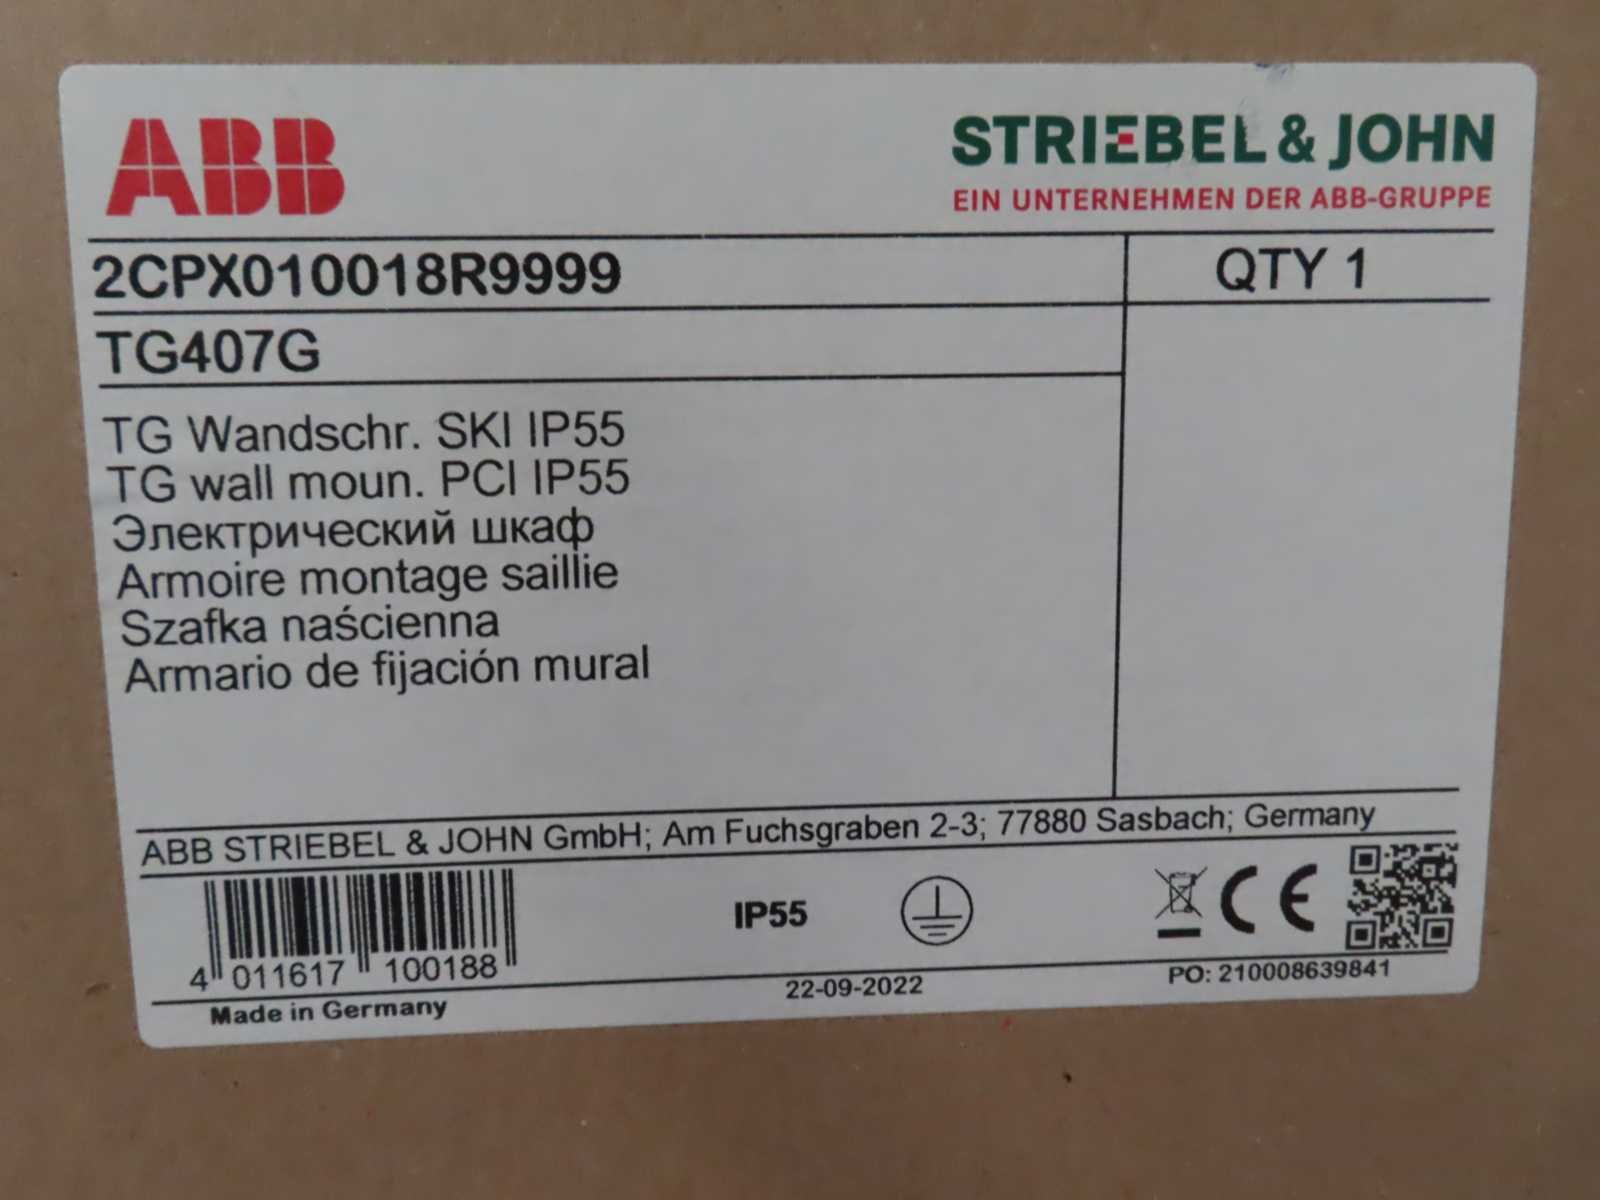 ABB
STRIEBEL & JOHN
EIN UNTERNEHMEN DER ABB-GRUPPE
2CPX010018R9999
QTY 1
TG407G
TG Wandschr. SKI IP55
TG wall moun. PCI IP55
Электрический шкаф
Armoire montage saillie
Szafka naścienna
Armario de fijación mural
ABB STRIEBEL & JOHN GmbH; Am Fuchsgraben 2-3; 77880 Sasbach; Germany
IP55
CE
4 011617 100188
Made in Germany
22-09-2022
PO: 210008639841